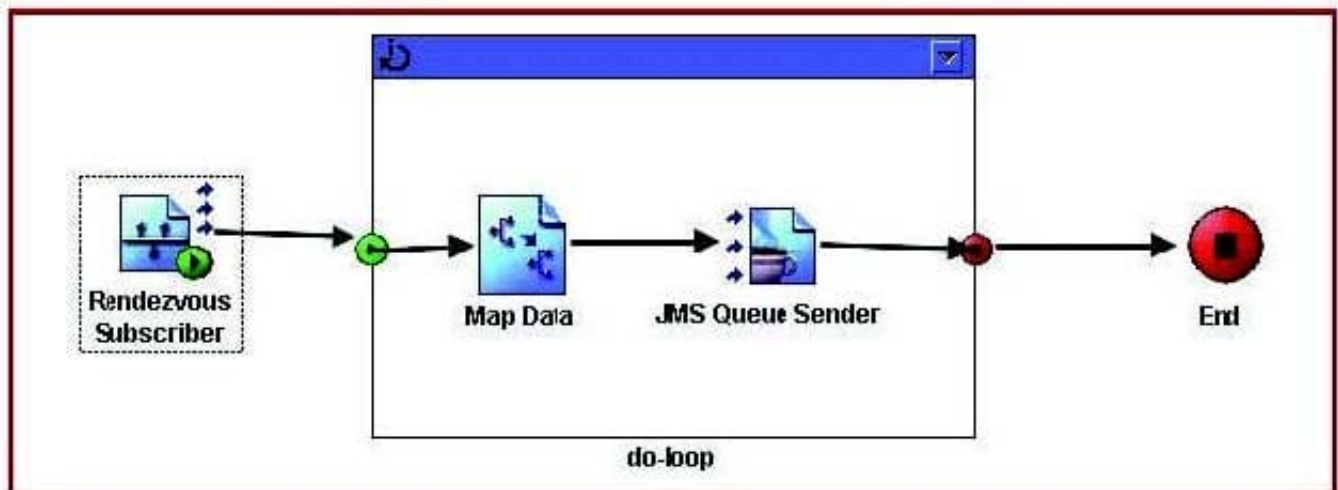 Rendezvous
Subscriber
Map Data
JMS Queue Sender
End
do-loop